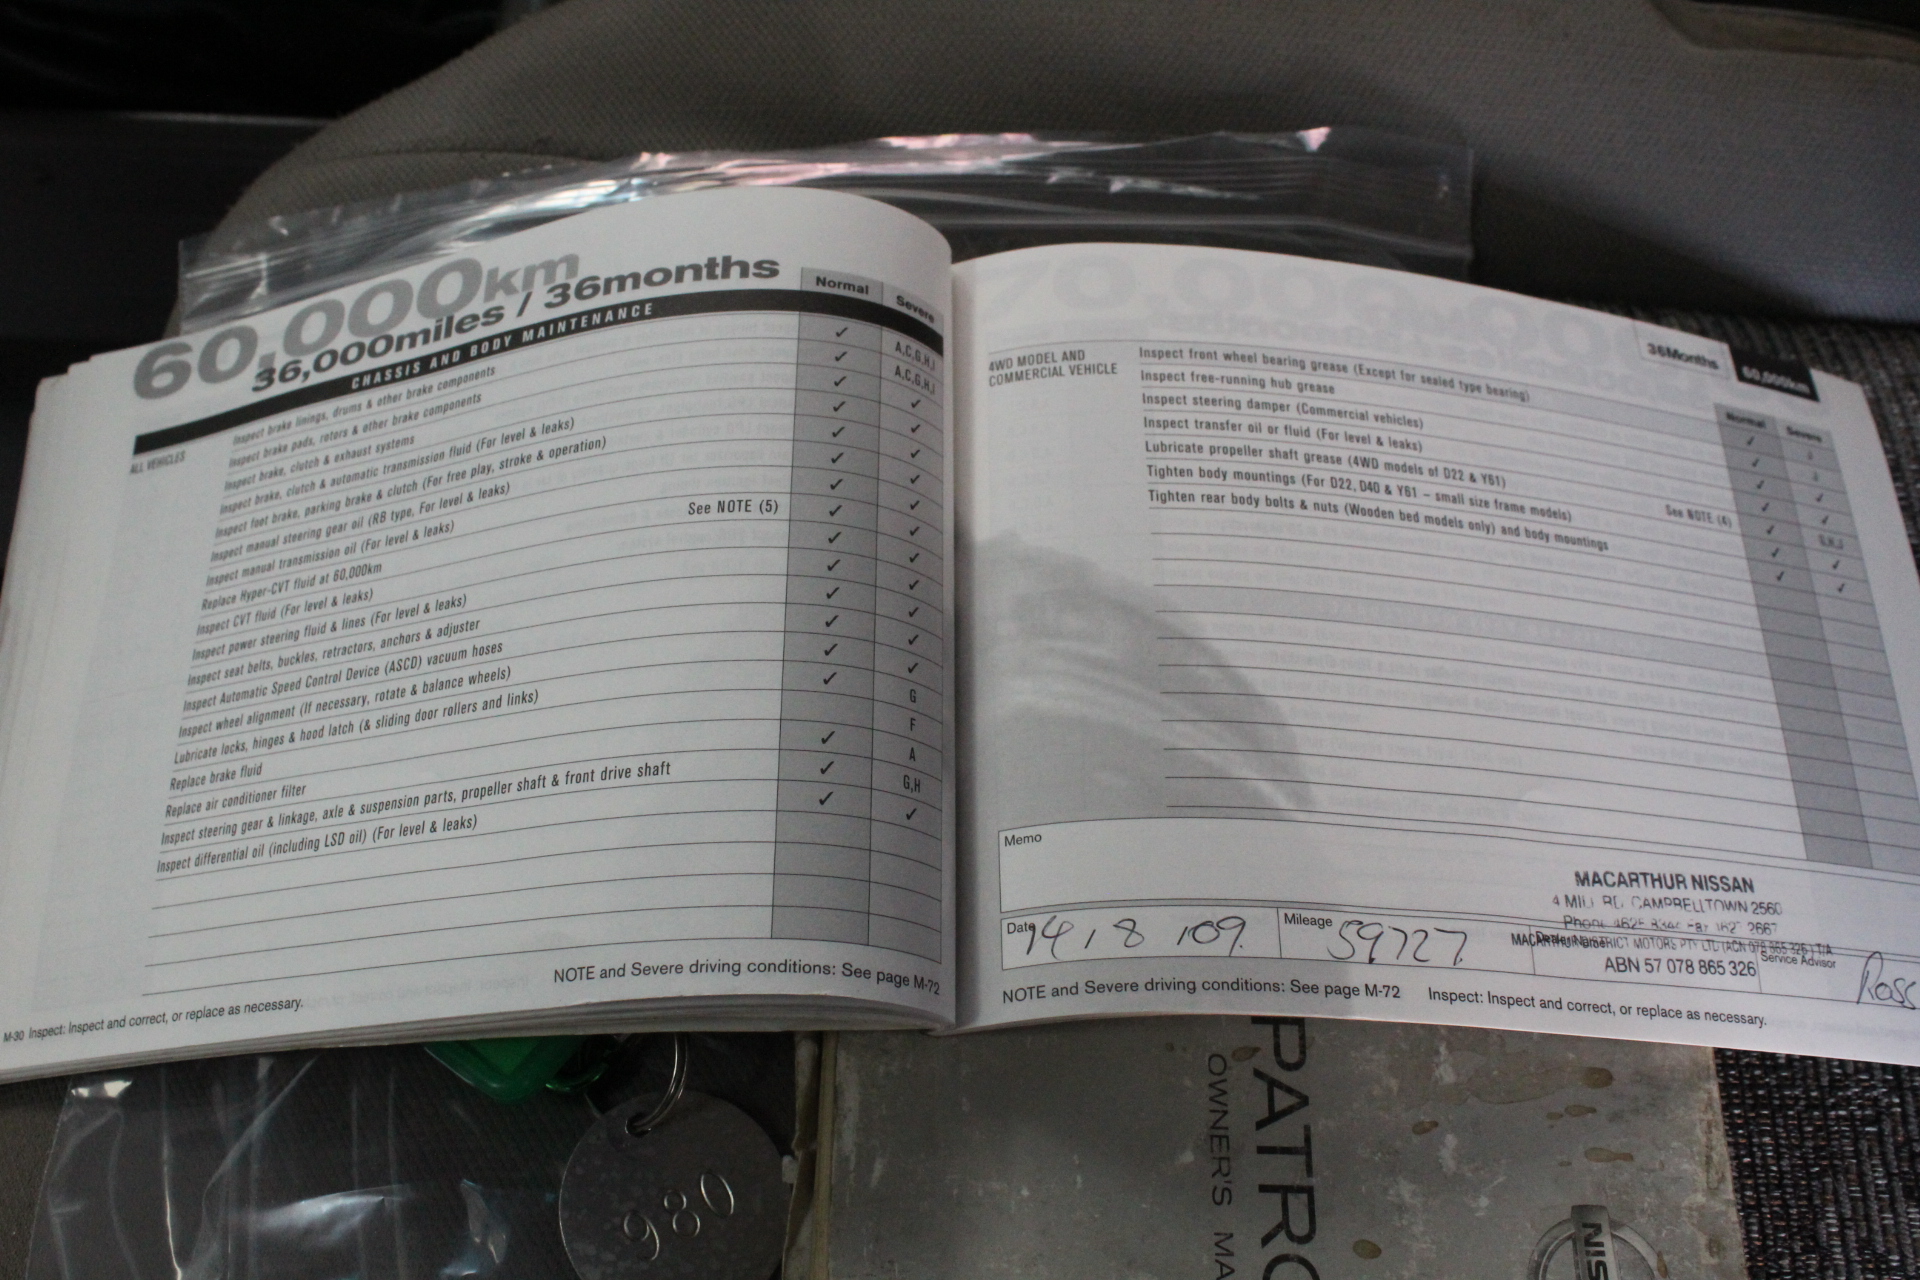 60,000km
36,000miles / 36months
Normal Severe
CHASSIS AND BODY MAINTENANCE
ALL VEHICLES
Inspect brake linings, drums & other brake components ✓ A,C,G,H,I
Inspect brake pads, rotors & other brake components ✓ A,C,G,H,I
Inspect brake, clutch & exhaust systems ✓ ✓
Inspect brake, clutch & automatic transmission fluid (For level & leaks) ✓ ✓
Inspect foot brake, parking brake & clutch (For free play, stroke & operation) ✓ ✓
Inspect manual steering gear oil (RB type, For level & leaks) ✓ ✓
Inspect manual transmission oil (For level & leaks) ✓ ✓
Replace Hyper-CVT fluid at 60,000km See NOTE (5) ✓ ✓
Inspect CVT fluid (For level & leaks) ✓ ✓
Inspect power steering fluid & lines (For level & leaks) ✓ ✓
Inspect seat belts, buckles, retractors, anchors & adjuster ✓ ✓
Inspect Automatic Speed Control Device (ASCD) vacuum hoses ✓ ✓
Inspect wheel alignment (If necessary, rotate & balance wheels) ✓ ✓
Lubricate locks, hinges & hood latch (& sliding door rollers and links) ✓ G
Replace brake fluid F
Replace air conditioner filter ✓ A
Inspect steering gear & linkage, axle & suspension parts, propeller shaft & front drive shaft ✓ G,H
Inspect differential oil (including LSD oil) (For level & leaks) ✓ ✓
NOTE and Severe driving conditions: See page M-72
M-30 Inspect: Inspect and correct, or replace as necessary.
36Months 60,000km
Normal Severe
4WD MODEL AND
COMMERCIAL VEHICLE
Inspect front wheel bearing grease (Except for sealed type bearing) ✓
Inspect free-running hub grease ✓
Inspect steering damper (Commercial vehicles) ✓ ✓
Inspect transfer oil or fluid (For level & leaks) ✓ ✓
Lubricate propeller shaft grease (4WD models of D22 & Y61) See NOTE (4) ✓
Tighten body mountings (For D22, D40 & Y61 – small size frame models) ✓ ✓
Tighten rear body bolts & nuts (Wooden bed models only) and body mountings ✓ ✓
Memo
MACARTHUR NISSAN
4 MILL RD, CAMPBELLTOWN 2560
Phone
Date 14 / 8 / 09. Mileage 59727. Dealer Name
ABN 57 078 865 326 Service Advisor Ross
NOTE and Severe driving conditions: See page M-72 Inspect: Inspect and correct, or replace as necessary.
980
PATRO
OWNER'S MA
NIS